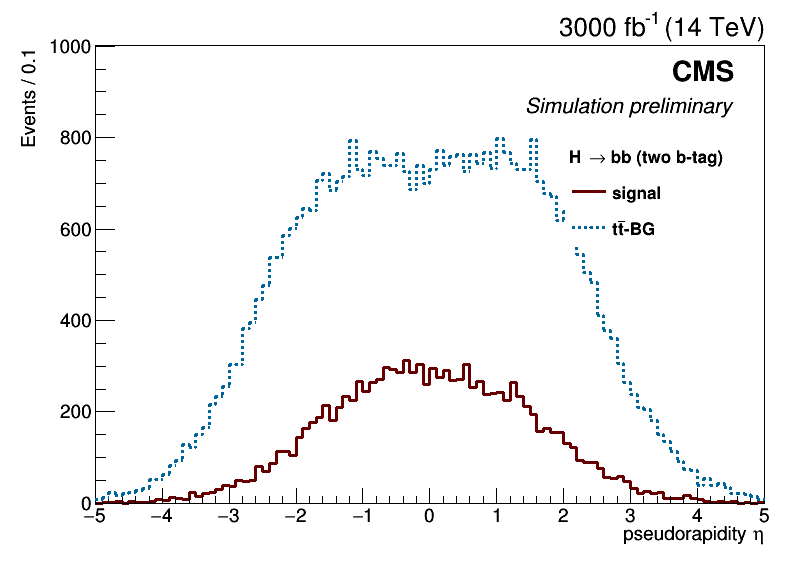 3000 fb⁻¹ (14 TeV)
CMS
Simulation preliminary
H → bb (two b-tag)
signal
tt̄-BG
Events / 0.1
1000
800
600
400
200
0
−5 −4 −3 −2 −1 0 1 2 3 4 5
pseudorapidity η